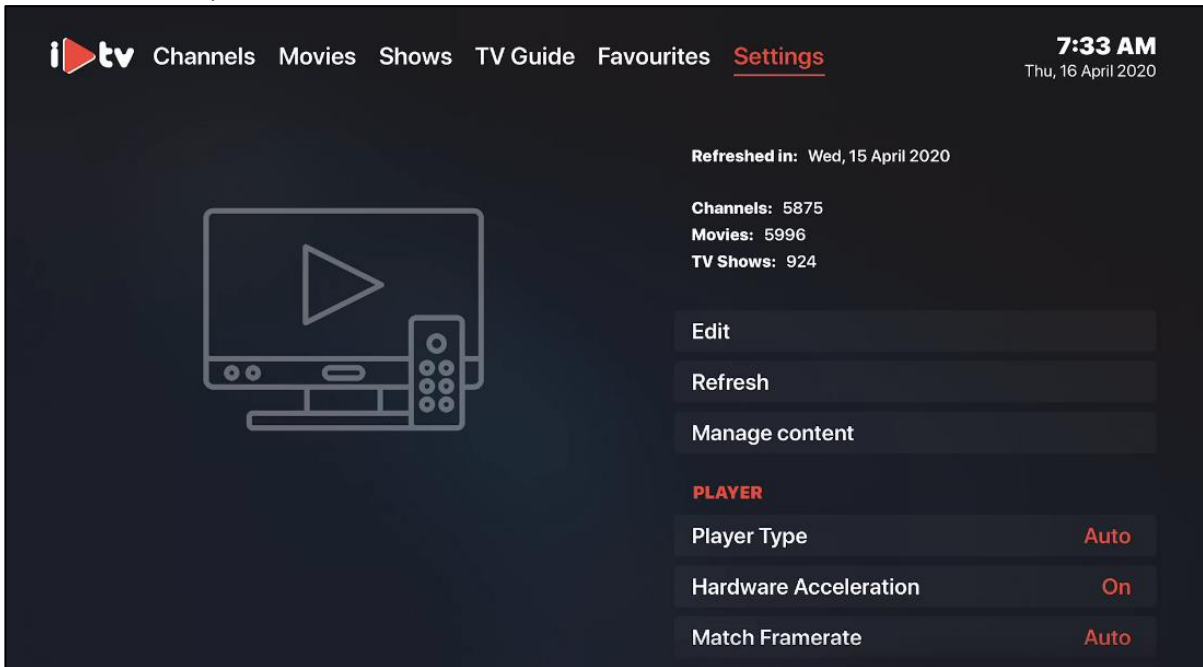 i tv Channels Movies Shows TV Guide Favourites Settings 7:33 AM
Thu, 16 April 2020
Refreshed in: Wed, 15 April 2020
Channels: 5875
Movies: 5996
TV Shows: 924
Edit
Refresh
Manage content
PLAYER
Player Type Auto
Hardware Acceleration On
Match Framerate Auto